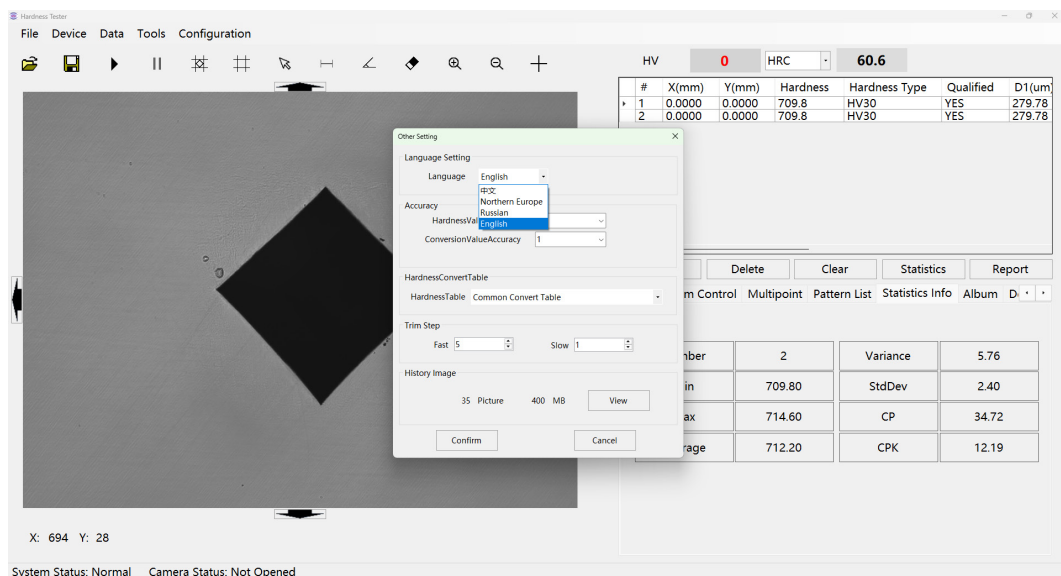 Hardness Tester
File Device Data Tools Configuration
HV 0 HRC 60.6
# X(mm) Y(mm) Hardness Hardness Type Qualified D1(um)
1 0.0000 0.0000 709.8 HV30 YES 279.78
2 0.0000 0.0000 709.8 HV30 YES 279.78
Other Setting
Language Setting
Language English
中文
Northern Europe
Russian
English
Accuracy
HardnessVal
ConversionValueAccuracy 1
HardnessConvertTable
HardnessTable Common Convert Table
Trim Step
Fast 5 Slow 1
History Image
35 Picture 400 MB View
Confirm Cancel
Delete Clear Statistics Report
m Control Multipoint Pattern List Statistics Info Album D
nber 2 Variance 5.76
in 709.80 StdDev 2.40
ax 714.60 CP 34.72
rage 712.20 CPK 12.19
X: 694 Y: 28
System Status: Normal Camera Status: Not Opened